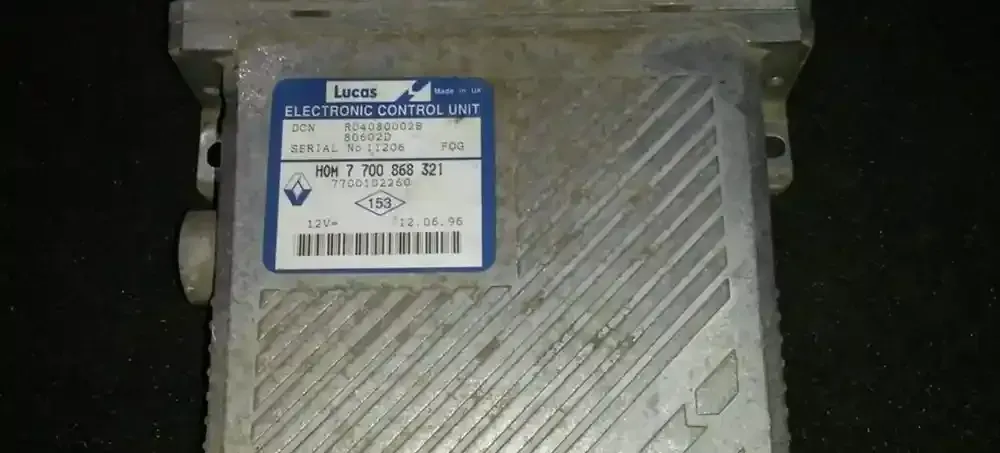 Lucas Made in UK
ELECTRONIC CONTROL UNIT
DCN R04080002B
80602D
SERIAL No 11206 FOG
HOM 7 700 868 321
7700102260
153
12V= 12.06.96